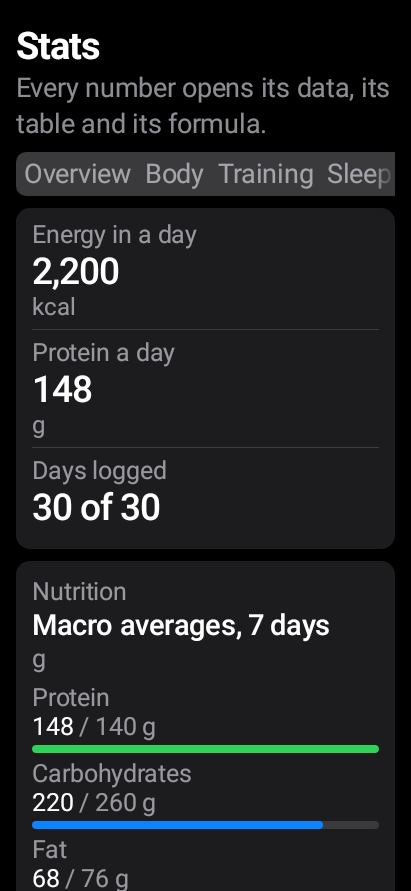 Stats
Every number opens its data, its
table and its formula.
Overview Body Training Sleep
Energy in a day
2,200
kcal
Protein a day
148
g
Days logged
30 of 30
Nutrition
Macro averages, 7 days
g
Protein
148 / 140 g
Carbohydrates
220 / 260 g
Fat
68 / 76 g